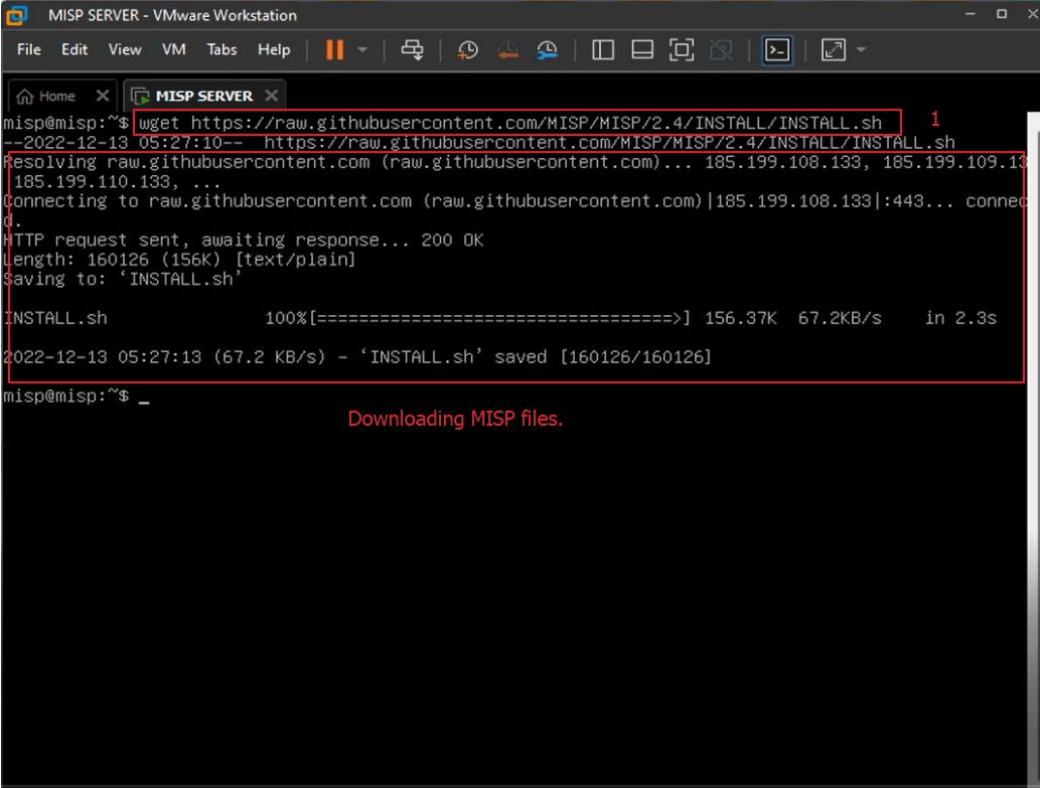 MISP SERVER - VMware Workstation
File Edit View VM Tabs Help
Home MISP SERVER
misp@misp:~$ wget https://raw.githubusercontent.com/MISP/MISP/2.4/INSTALL/INSTALL.sh 1
--2022-12-13 05:27:10-- https://raw.githubusercontent.com/MISP/MISP/2.4/INSTALL/INSTALL.sh
Resolving raw.githubusercontent.com (raw.githubusercontent.com)... 185.199.108.133, 185.199.109.13
185.199.110.133, ...
Connecting to raw.githubusercontent.com (raw.githubusercontent.com)|185.199.108.133|:443... connec
d.
HTTP request sent, awaiting response... 200 OK
Length: 160126 (156K) [text/plain]
Saving to: ‘INSTALL.sh’
INSTALL.sh 100%[==================================>] 156.37K 67.2KB/s in 2.3s
2022-12-13 05:27:13 (67.2 KB/s) - ‘INSTALL.sh’ saved [160126/160126]
misp@misp:~$ _
Downloading MISP files.